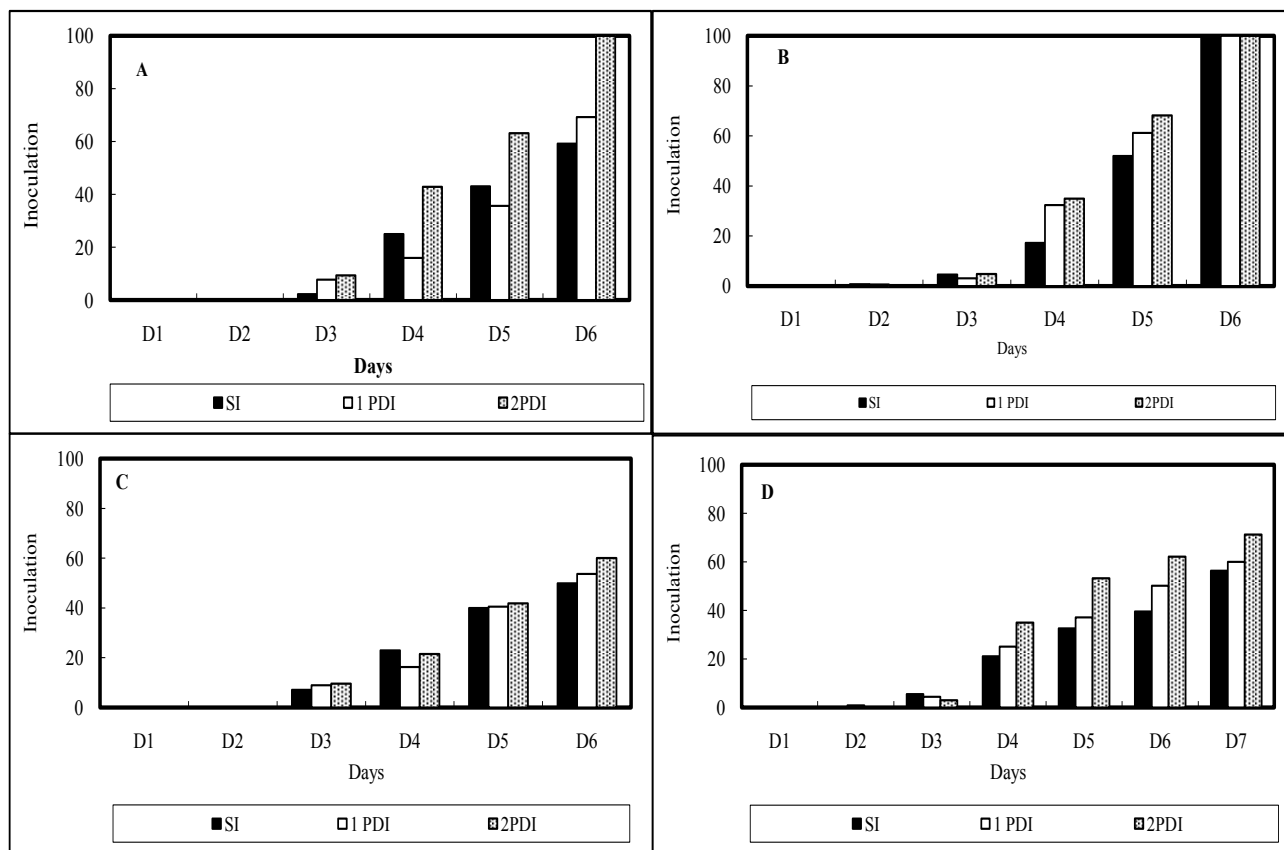 A
100
80
60
40
20
0
Inoculation
D1 D2 D3 D4 D5 D6
Days
SI 1 PDI 2PDI
B
100
80
60
40
20
0
Inoculation
D1 D2 D3 D4 D5 D6
Days
SI 1 PDI 2PDI
C
100
80
60
40
20
0
Inoculation
D1 D2 D3 D4 D5 D6
Days
SI 1 PDI 2PDI
D
100
80
60
40
20
0
Inoculation
D1 D2 D3 D4 D5 D6 D7
Days
SI 1 PDI 2PDI